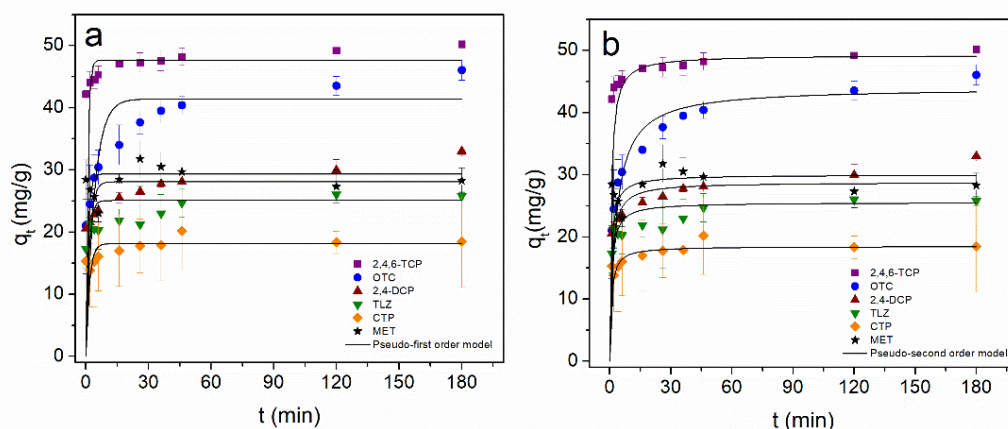 a
q_t (mg/g)
50
40
30
20
10
0
2,4,6-TCP
OTC
2,4-DCP
TLZ
CTP
MET
Pseudo-first order model
0 30 60 90 120 150 180
t (min)
b
q_t(mg/g)
50
40
30
20
10
0
2,4,6-TCP
OTC
2,4-DCP
TLZ
CTP
MET
Pseudo-second order model
0 30 60 90 120 150 180
t (min)